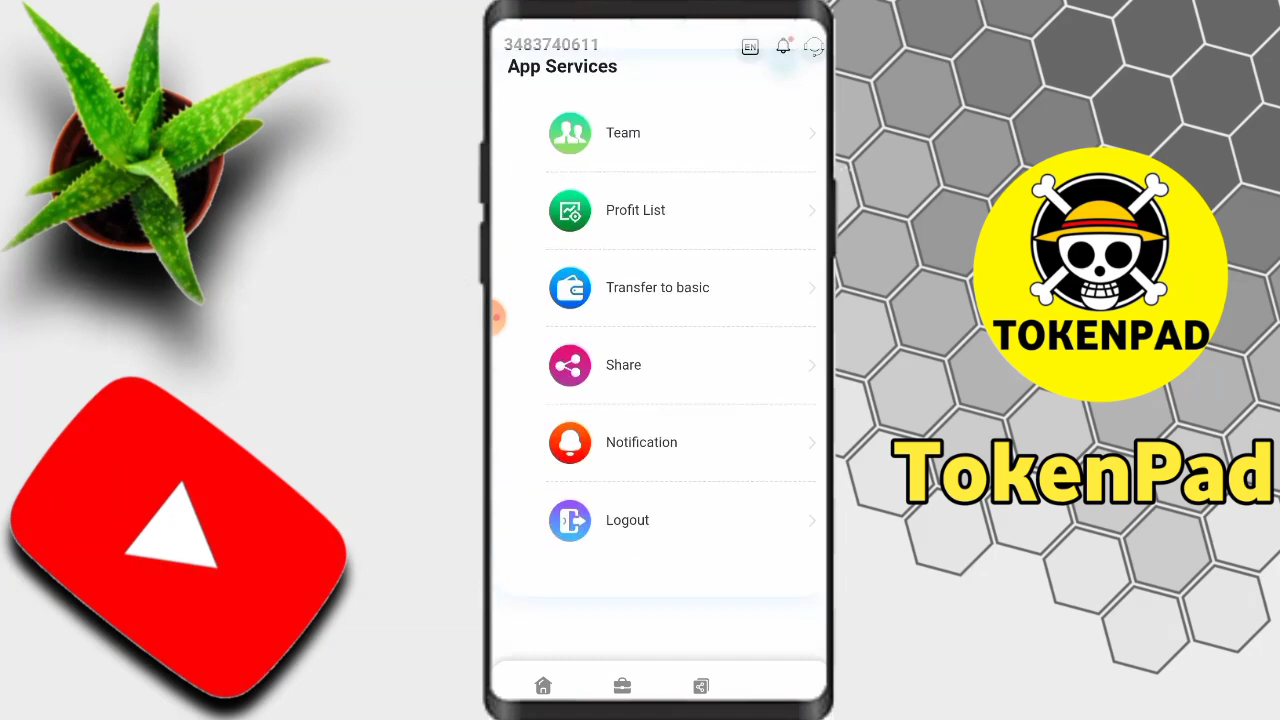 3483740611
EN
App Services
Team
Profit List
Transfer to basic
Share
Notification
Logout
TOKENPAD
TokenPad